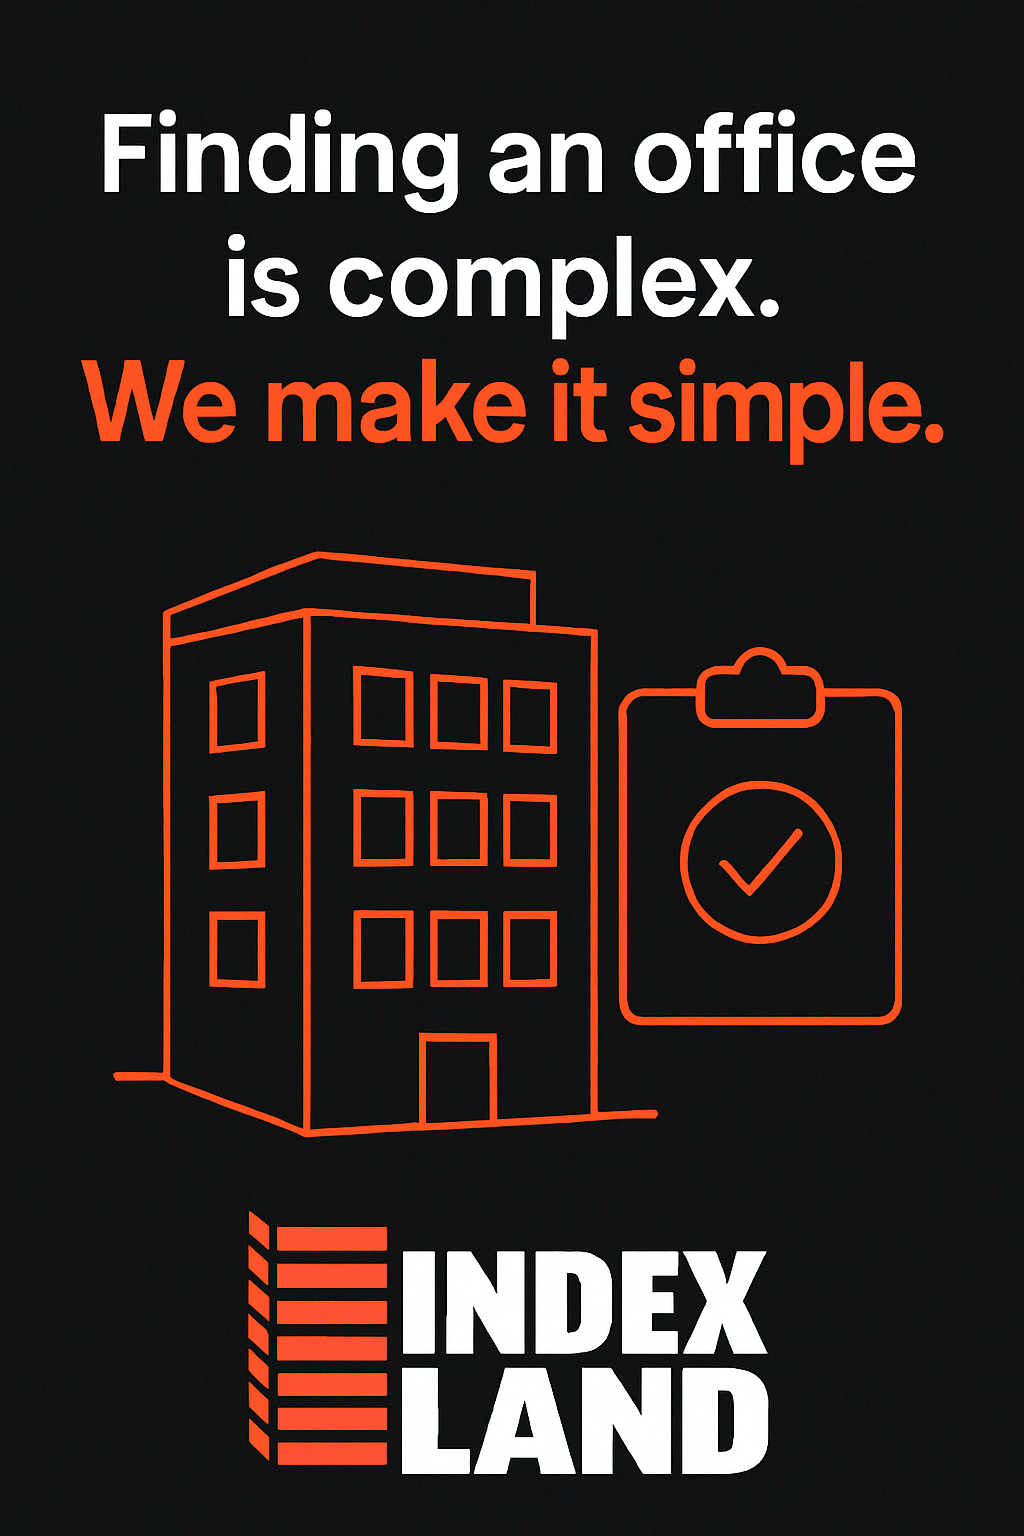 Finding an office
is complex.
We make it simple.
INDEX
LAND